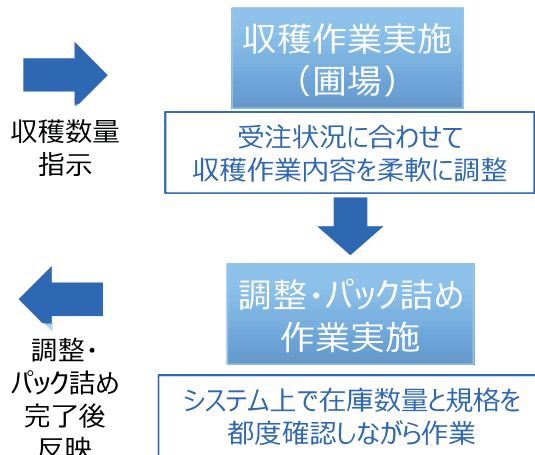 収穫作業実施
（圃場）
収穫数量
指示
受注状況に合わせて
収穫作業内容を柔軟に調整
調整・パック詰め
作業実施
調整・
パック詰め
完了後
反映
システム上で在庫数量と規格を
都度確認しながら作業